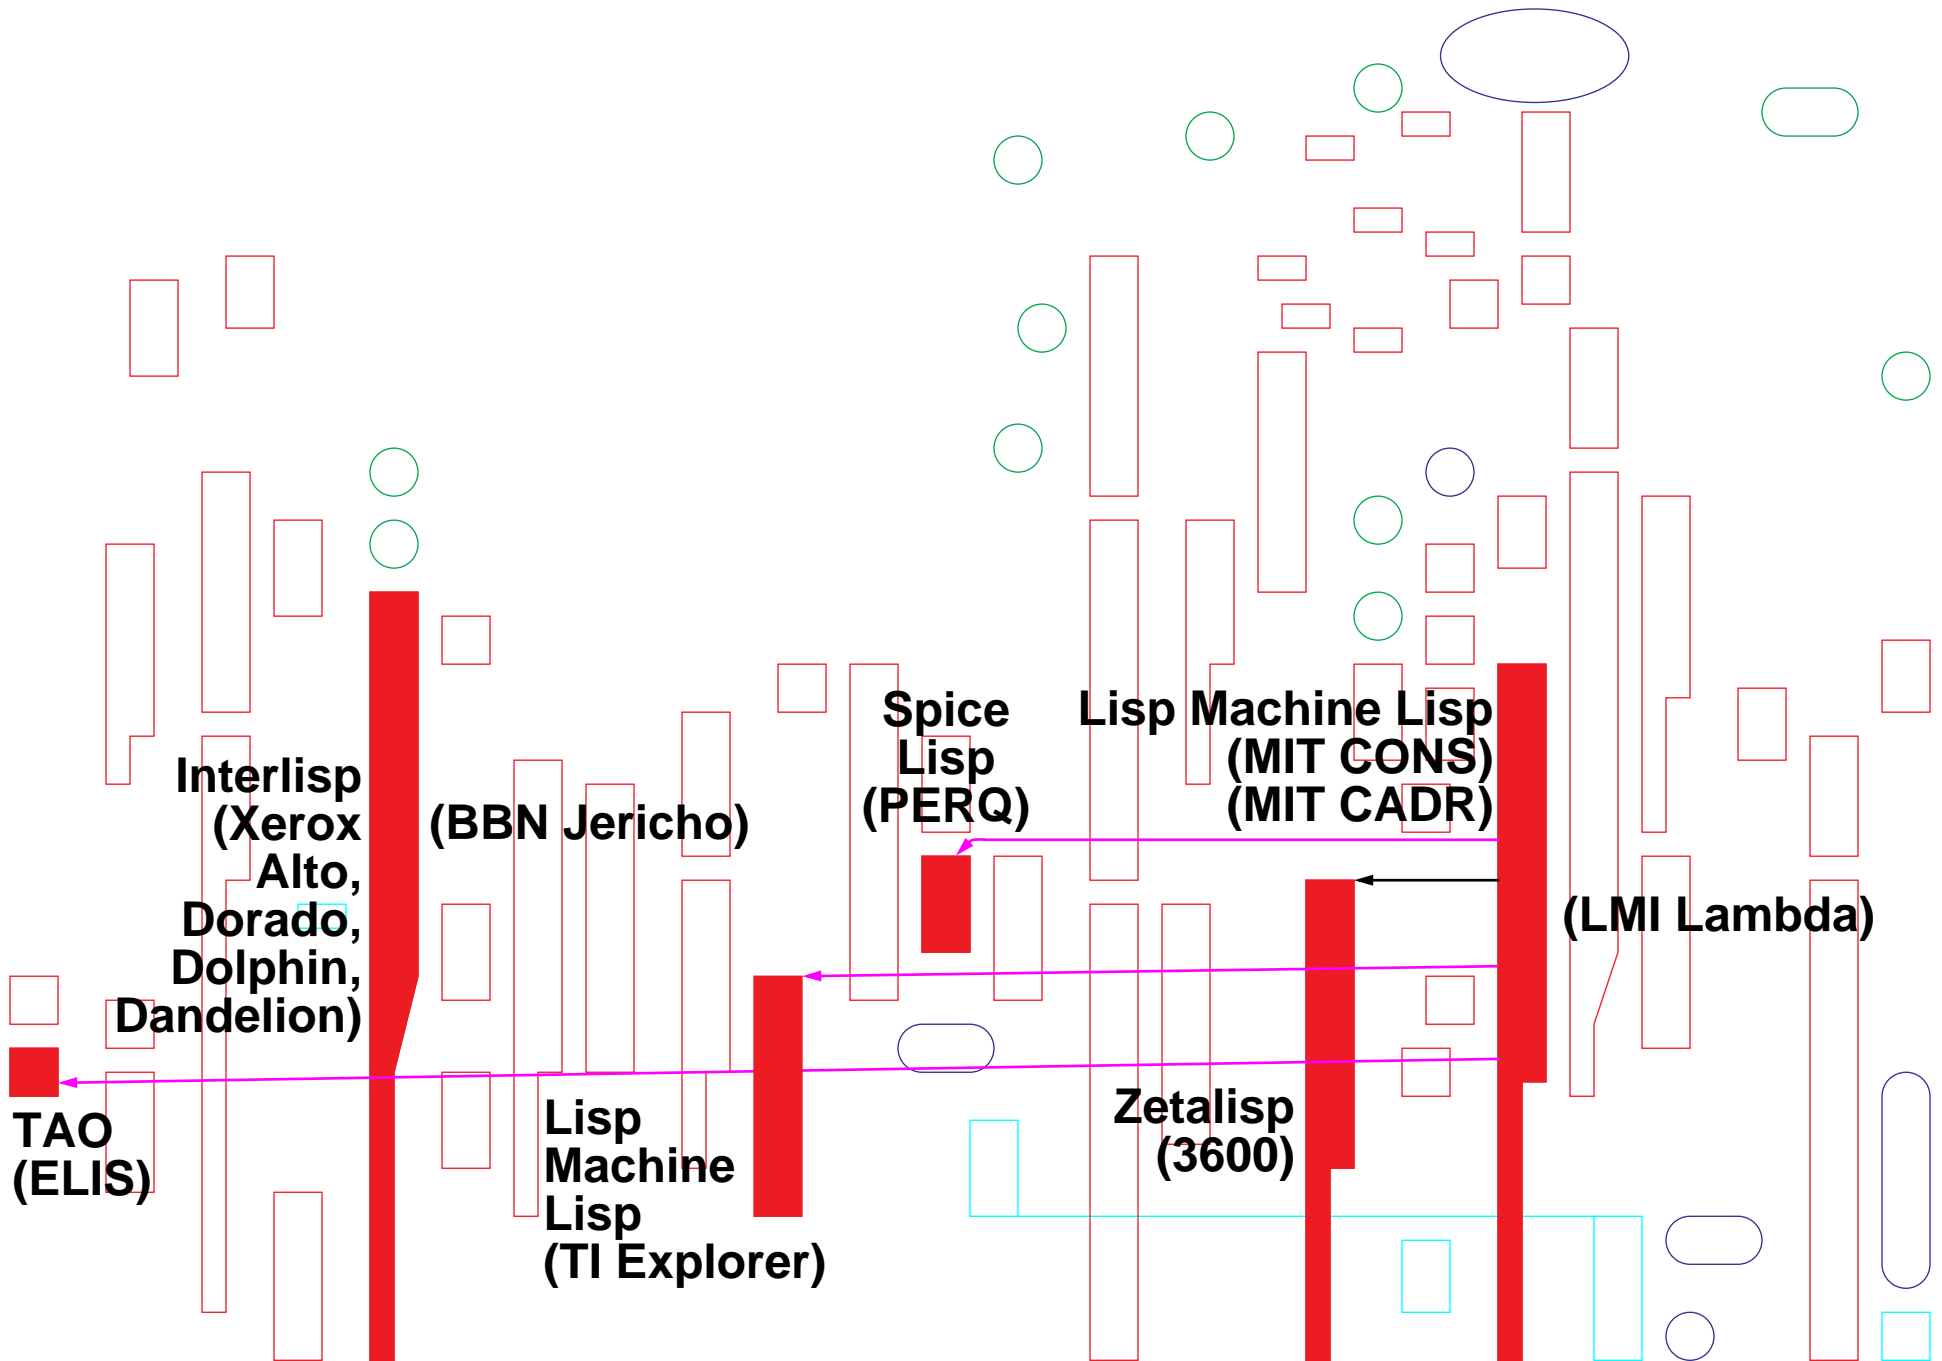 Interlisp
(Xerox
Alto,
Dorado,
Dolphin,
Dandelion)
(BBN Jericho)
Spice
Lisp
(PERQ)
Lisp Machine Lisp
(MIT CONS)
(MIT CADR)
(LMI Lambda)
TAO
(ELIS)
Lisp
Machine
Lisp
(TI Explorer)
Zetalisp
(3600)